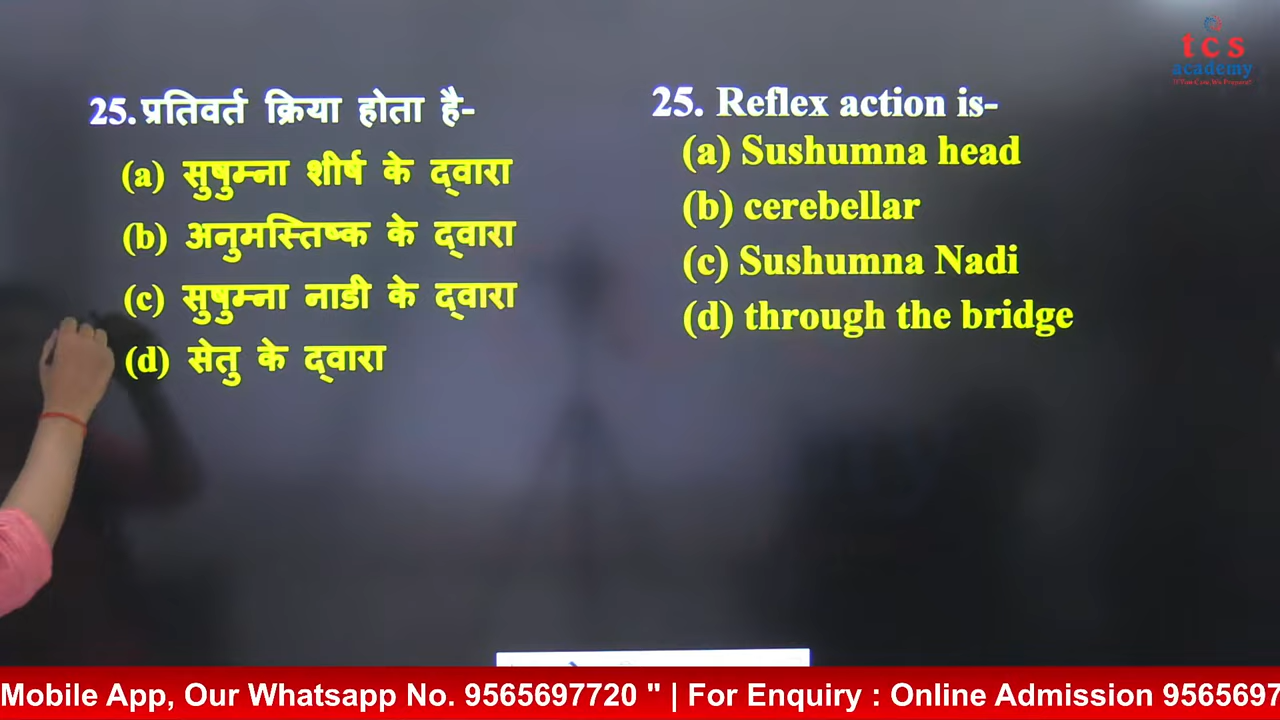 tcs
academy
25.प्रतिवर्त क्रिया होता है-
(a) सुषुम्ना शीर्ष के द्वारा
(b) अनुमस्तिष्क के द्वारा
(c) सुषुम्ना नाडी के द्वारा
(d) सेतु के द्वारा
25. Reflex action is-
(a) Sushumna head
(b) cerebellar
(c) Sushumna Nadi
(d) through the bridge
Mobile App, Our Whatsapp No. 9565697720 " | For Enquiry : Online Admission 9565697